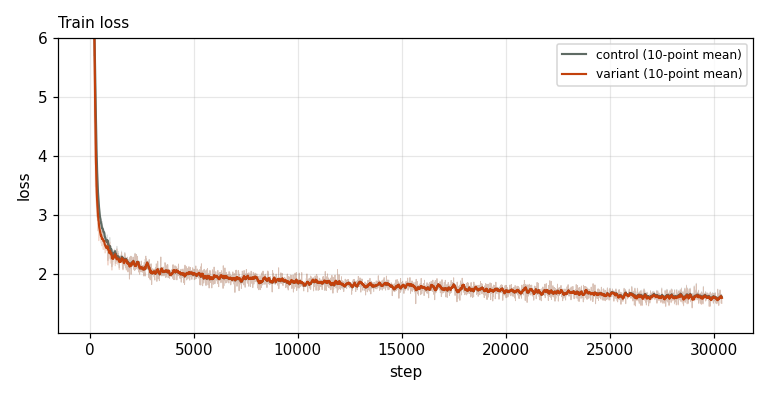 Train loss
control (10-point mean)
variant (10-point mean)
6
5
4
3
2
loss
0
5000
10000
15000
20000
25000
30000
step